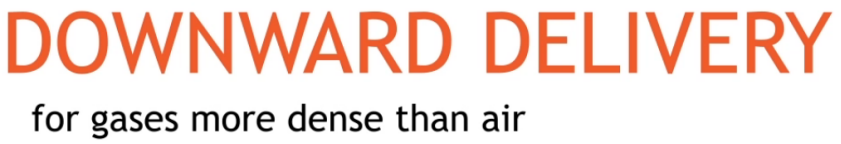 DOWNWARD DELIVERY
for gases more dense than air